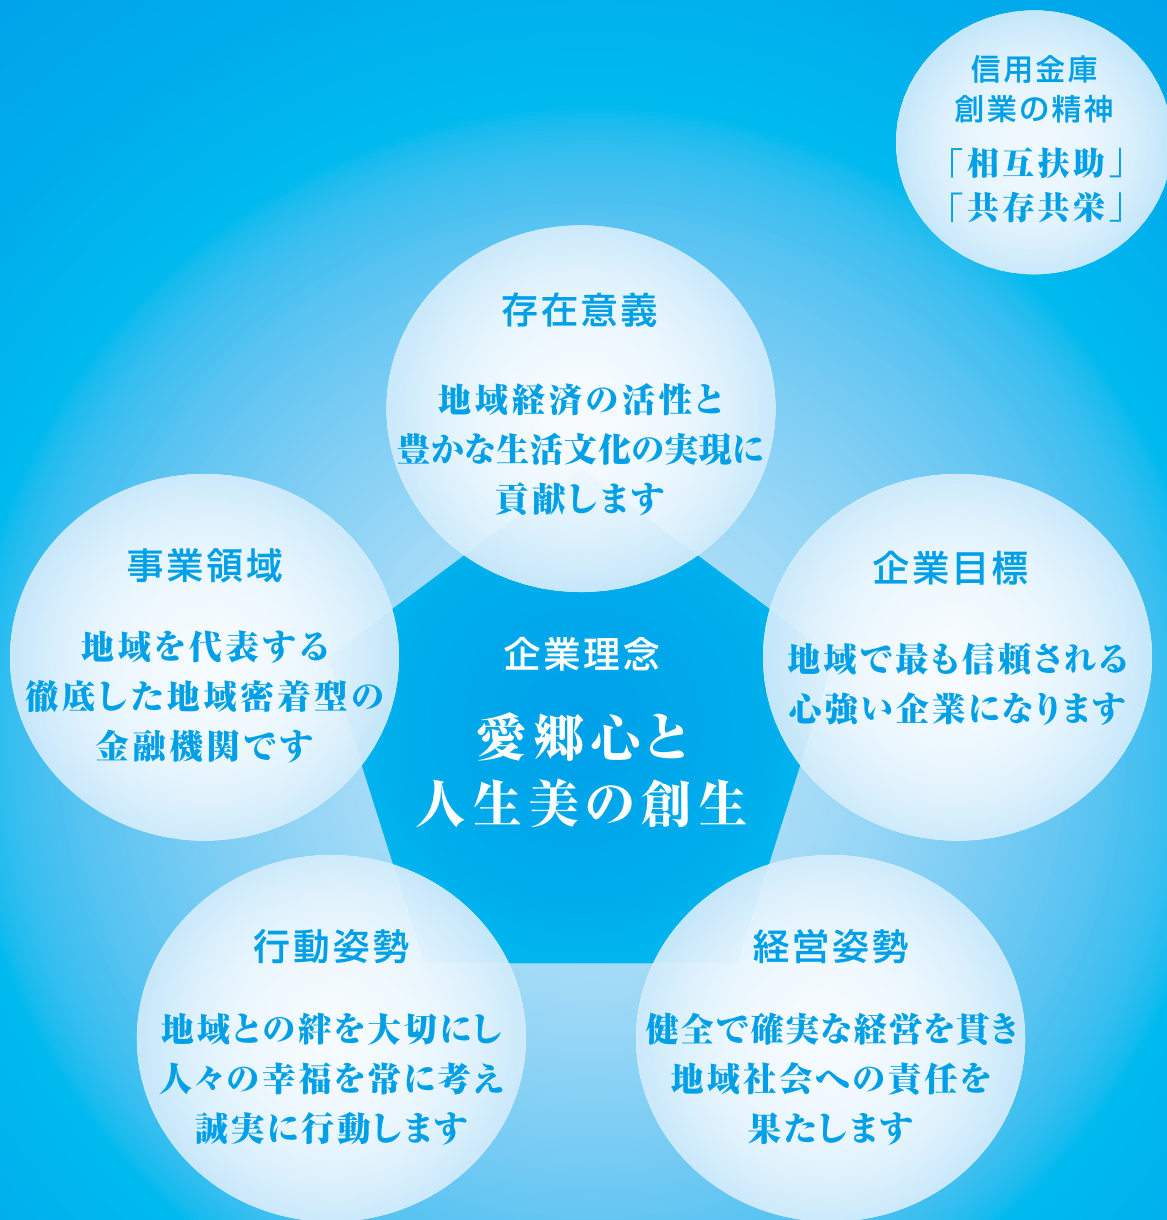 信用金庫
創業の精神
「相互扶助」
「共存共栄」
存在意義
地域経済の活性と
豊かな生活文化の実現に
貢献します
事業領域
地域を代表する
徹底した地域密着型の
金融機関です
企業理念
愛郷心と
人生美の創生
企業目標
地域で最も信頼される
心強い企業になります
行動姿勢
地域との絆を大切にし
人々の幸福を常に考え
誠実に行動します
経営姿勢
健全で確実な経営を貫き
地域社会への責任を
果たします